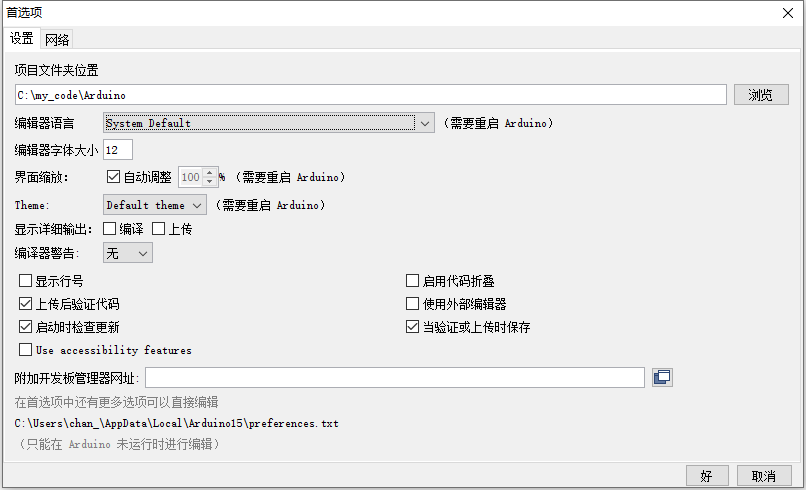 首选项
设置 网络
项目文件夹位置
C:\my_code\Arduino 浏览
编辑器语言 System Default （需要重启 Arduino）
编辑器字体大小 12
界面缩放： 自动调整 100 % （需要重启 Arduino）
Theme: Default theme （需要重启 Arduino）
显示详细输出： 编译 上传
编译器警告: 无
显示行号 启用代码折叠
上传后验证代码 使用外部编辑器
启动时检查更新 当验证或上传时保存
Use accessibility features
附加开发板管理器网址:
在首选项中还有更多选项可以直接编辑
C:\Users\chan_\AppData\Local\Arduino15\preferences.txt
（只能在 Arduino 未运行时进行编辑）
好 取消